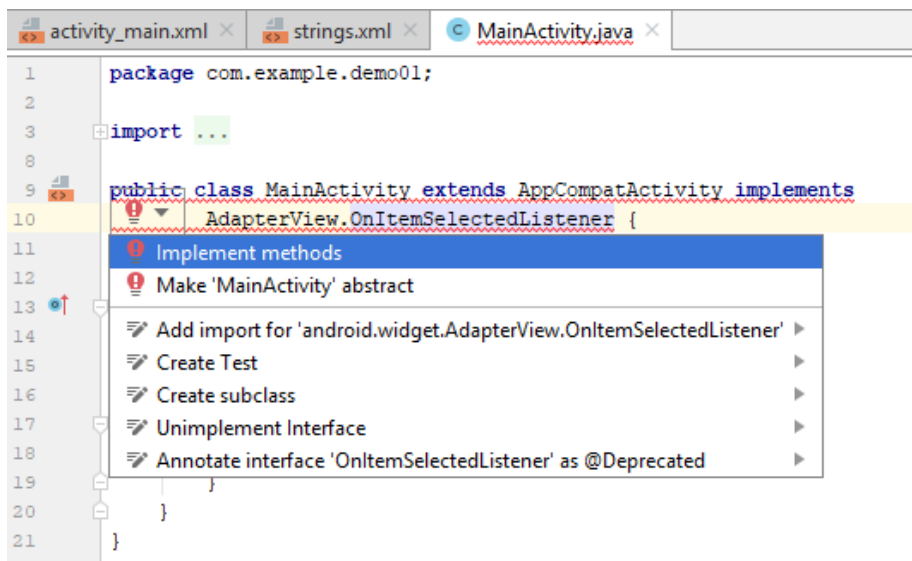 activity_main.xml strings.xml C MainActivity.java
1 package com.example.demo01;
2
3 import ...
8
9 public class MainActivity extends AppCompatActivity implements
10 AdapterView.OnItemSelectedListener {
11 Implement methods
12 Make 'MainActivity' abstract
13
14 Add import for 'android.widget.AdapterView.OnItemSelectedListener'
15 Create Test
16 Create subclass
17 Unimplement Interface
18 Annotate interface 'OnItemSelectedListener' as @Deprecated
19 }
20 }
21 }